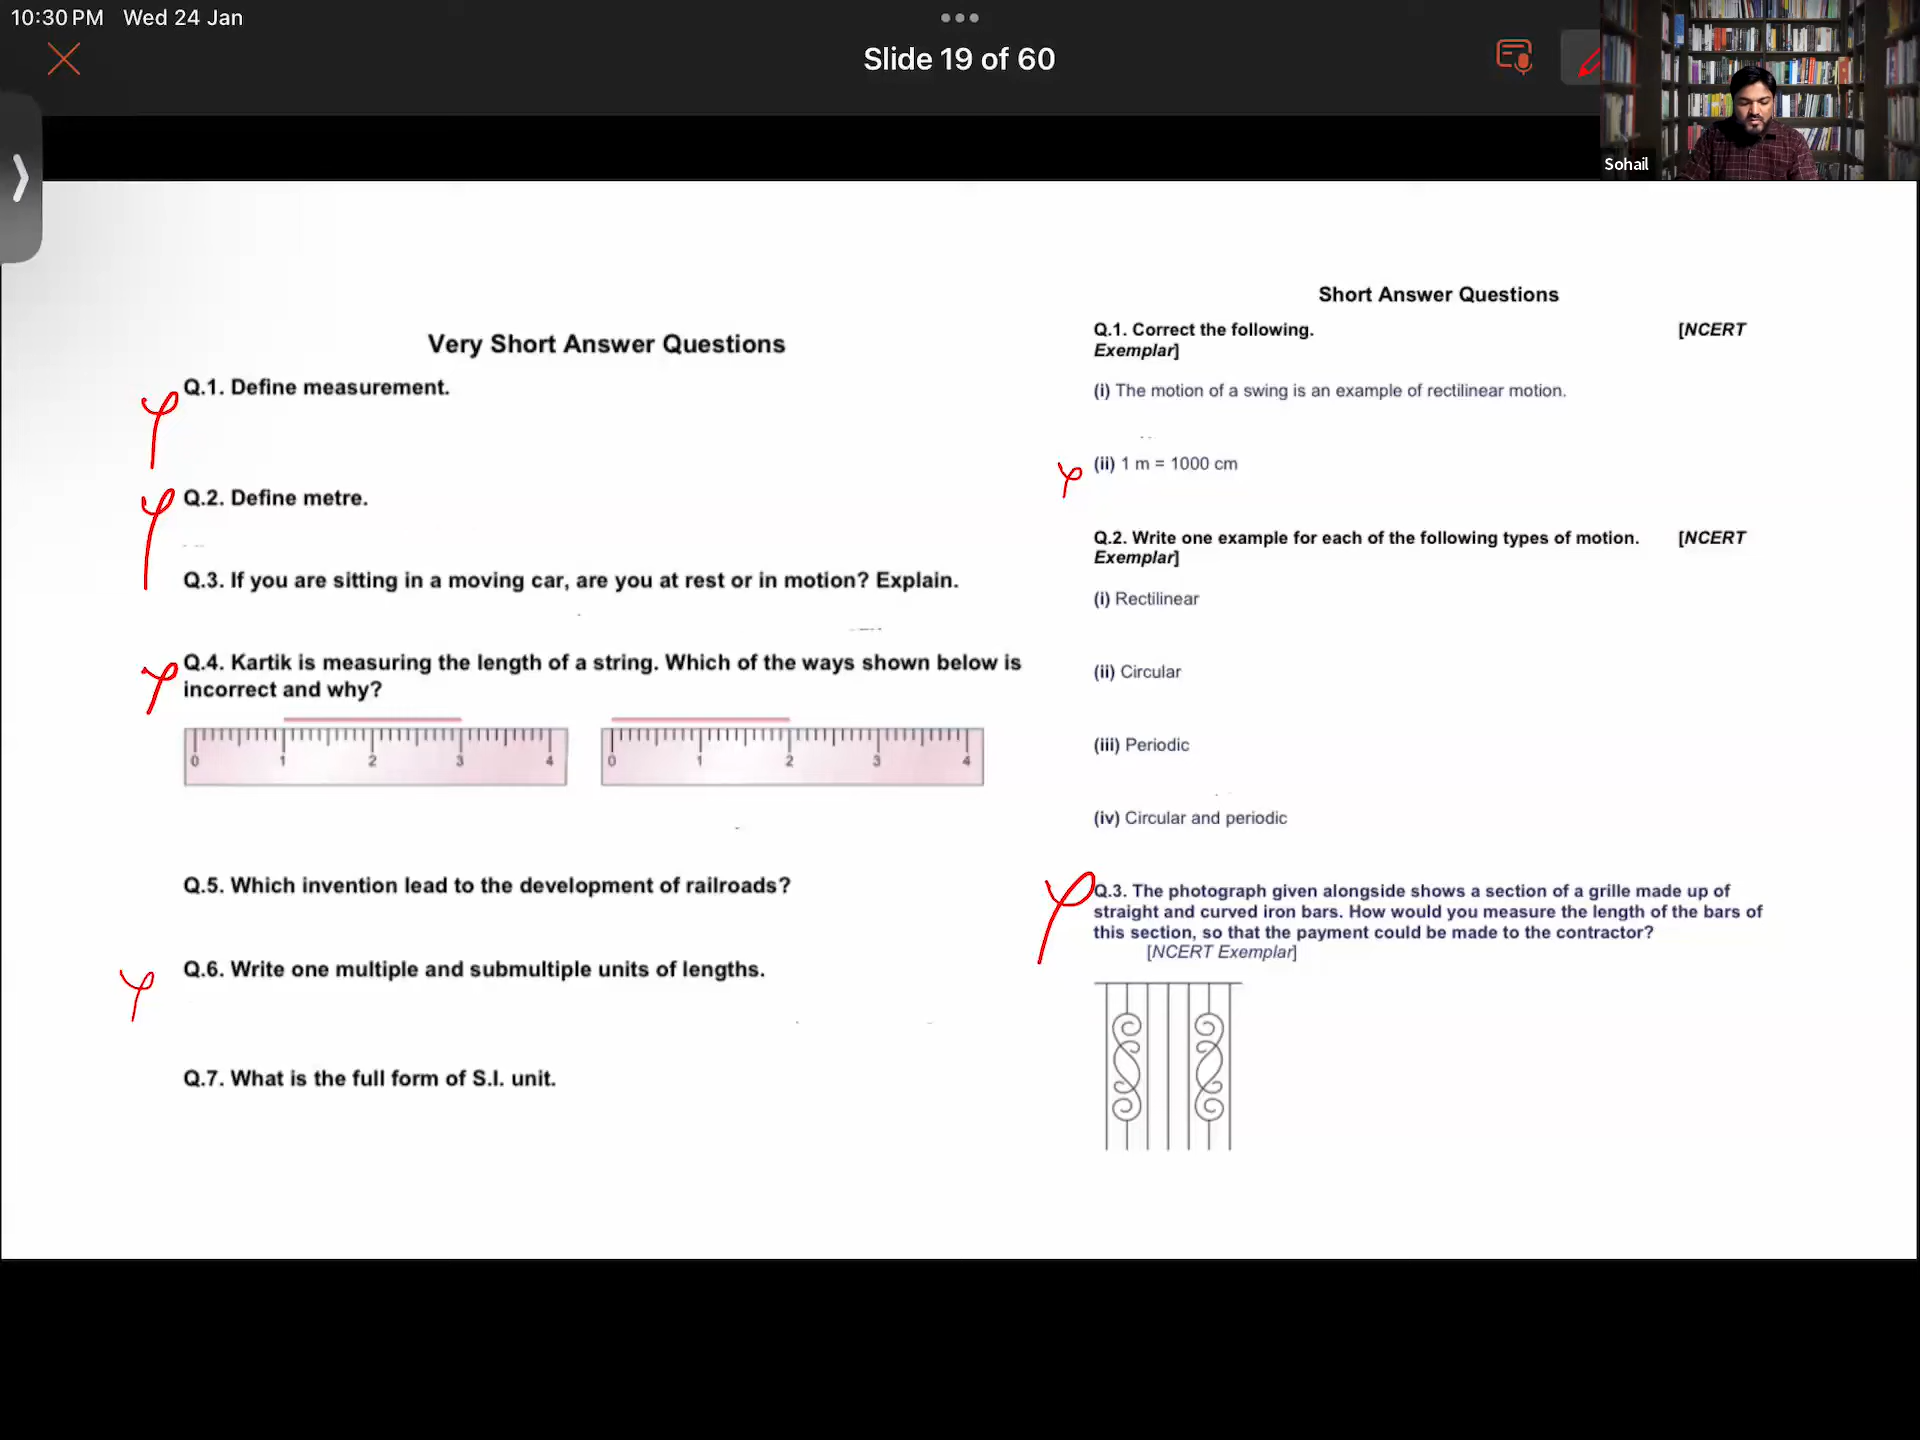 10:30 PM Wed 24 Jan
Slide 19 of 60
Sohail
Very Short Answer Questions
Q.1. Define measurement.
Q.2. Define metre.
Q.3. If you are sitting in a moving car, are you at rest or in motion? Explain.
Q.4. Kartik is measuring the length of a string. Which of the ways shown below is
incorrect and why?
0 1 2 3 4
0 1 2 3 4
Q.5. Which invention lead to the development of railroads?
Q.6. Write one multiple and submultiple units of lengths.
Q.7. What is the full form of S.I. unit.
Short Answer Questions
Q.1. Correct the following. [NCERT
Exemplar]
(i) The motion of a swing is an example of rectilinear motion.
(ii) 1 m = 1000 cm
Q.2. Write one example for each of the following types of motion. [NCERT
Exemplar]
(i) Rectilinear
(ii) Circular
(iii) Periodic
(iv) Circular and periodic
Q.3. The photograph given alongside shows a section of a grille made up of
straight and curved iron bars. How would you measure the length of the bars of
this section, so that the payment could be made to the contractor?
[NCERT Exemplar]